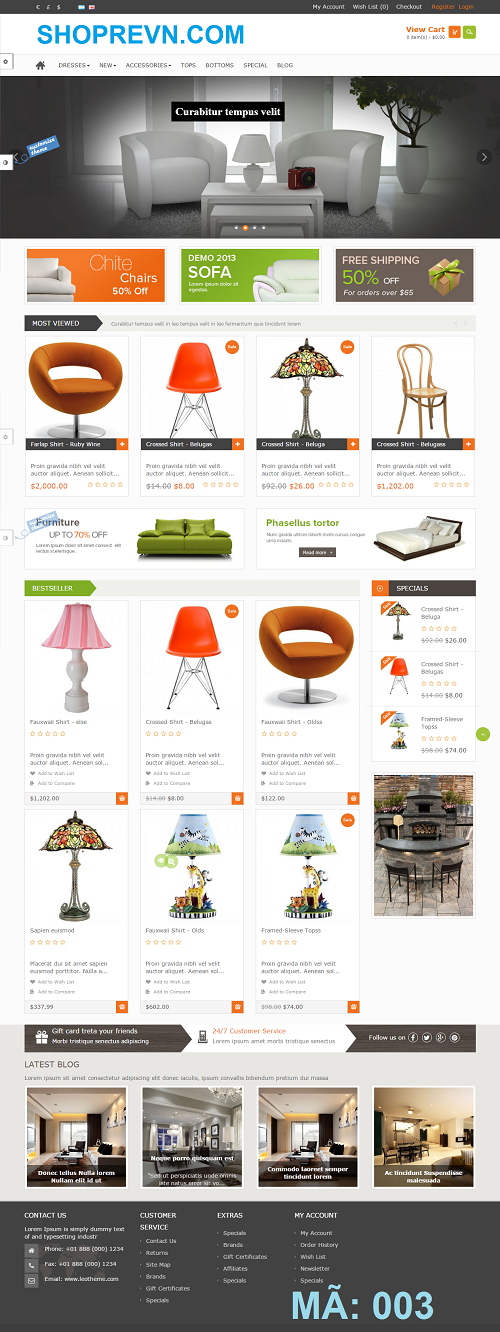 € £ $
My Account Wish List (0) Checkout Register Login
SHOPREVN.COM
View Cart
0 item(s) - $0.00
DRESSES NEW ACCESSORIES TOPS BOTTOMS SPECIAL BLOG
Curabitur tempus velit
customize theme
Chite
Chairs
50% Off
DEMO 2013
SOFA
Lorem ipsum dolor sit
egestas.
FREE SHIPPING
50% OFF
For orders over $65
MOST VIEWED
Curabitur tempus velit in leo tempus velit in leo fermentum quis tincidunt lorem
Sale
Sale
Farlap Shirt - Ruby Wine
Crossed Shirt - Belugas
Crossed Shirt - Beluga
Crossed Shirt - Belugass
Proin gravida nibh vel velit
auctor aliquet. Aenean sollicit...
$2,000.00
Proin gravida nibh vel velit
auctor aliquet. Aenean sollicit...
$14.00 $8.00
Proin gravida nibh vel velit
auctor aliquet. Aenean sollicit...
$92.00 $26.00
Proin gravida nibh vel velit
auctor aliquet. Aenean sollicit...
$1,202.00
Furniture
UP TO 70% OFF
Lorem ipsum dolor sit amet consect elit
lectus scelerisque.
Phasellus tortor
Read more
BESTSELLER
Sale
Fauxwail Shirt - else
Proin gravida nibh vel velit
auctor aliquet. Aenean sol...
Add to Wish List
Add to Compare
$1,202.00
Crossed Shirt - Belugas
Proin gravida nibh vel velit
auctor aliquet. Aenean sol...
Add to Wish List
Add to Compare
$14.00 $8.00
Fauxwaii Shirt - Oldss
Proin gravida nibh vel velit
auctor aliquet. Aenean sol...
Add to Wish List
Add to Compare
$122.00
Sapien euismod
Placerat dui sit amet sapien
euismod porttitor. Nulla a...
Add to Wish List
Add to Compare
$337.99
Fauxwaii Shirt - Olds
Proin gravida nibh vel velit
auctor aliquet. Aenean sol...
Add to Wish List
Add to Compare
$602.00
Sale
Framed-Sleeve Topss
Proin gravida nibh vel velit
auctor aliquet. Aenean sol...
Add to Wish List
Add to Compare
$98.00 $74.00
SPECIALS
Crossed Shirt -
Beluga
$92.00 $26.00
Crossed Shirt -
Belugas
$14.00 $8.00
Framed-Sleeve
Topss
$98.00 $74.00
Gift card treta your friends
Morbi tristique senectus adipiscing
24/7 Customer Service
Lorem ipsum amet morbi tristique senectus
Follow us on
LATEST BLOG
Lorem ipsum sit amet consectetur adipiscing elit donec iaculis, ipsum convallis bibendum pretium dui massa
Donec tellus Nulla lorem
Nullam elit id ut
Neque porro quisquam est
"Sed ut perspiciatis unde omnis
iste natus error sit vo...
Commodo laoreet semper
tincidunt lorem
Ac tincidunt Suspendisse
malesuada
CONTACT US
Lorem Ipsum is simply dummy text
of and typesetting industr
Phone: +01 888 (000) 1234
Fax: +01 888 (000) 1234
Email: www.leotheme.com
CUSTOMER
SERVICE
Contact Us
Returns
Site Map
Brands
Gift Certificates
Specials
EXTRAS
Specials
Brands
Gift Certificates
Affiliates
Specials
MY ACCOUNT
My Account
Order History
Wish List
Newsletter
Specials
MÃ: 003